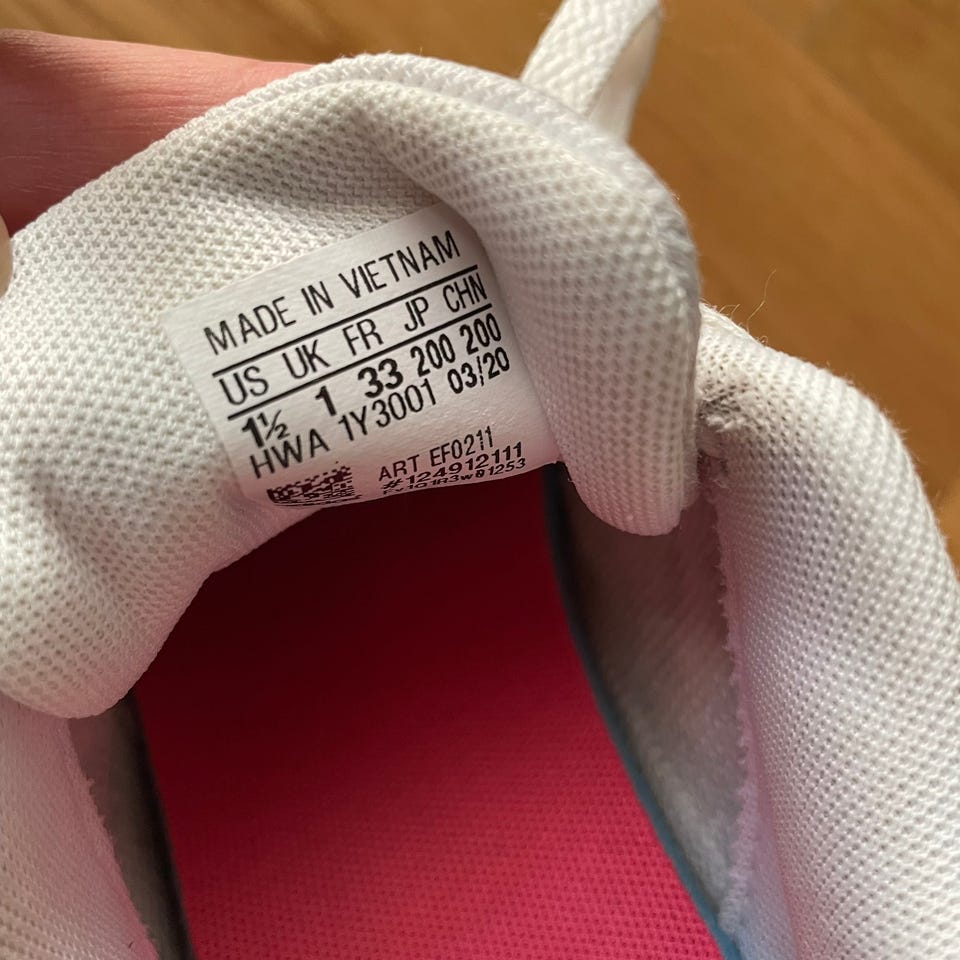 MADE IN VIETNAM
US UK FR JP CHN
1½ 1 33 200 200
HWA 1Y3001 03/20
ART EF0211
#124912111